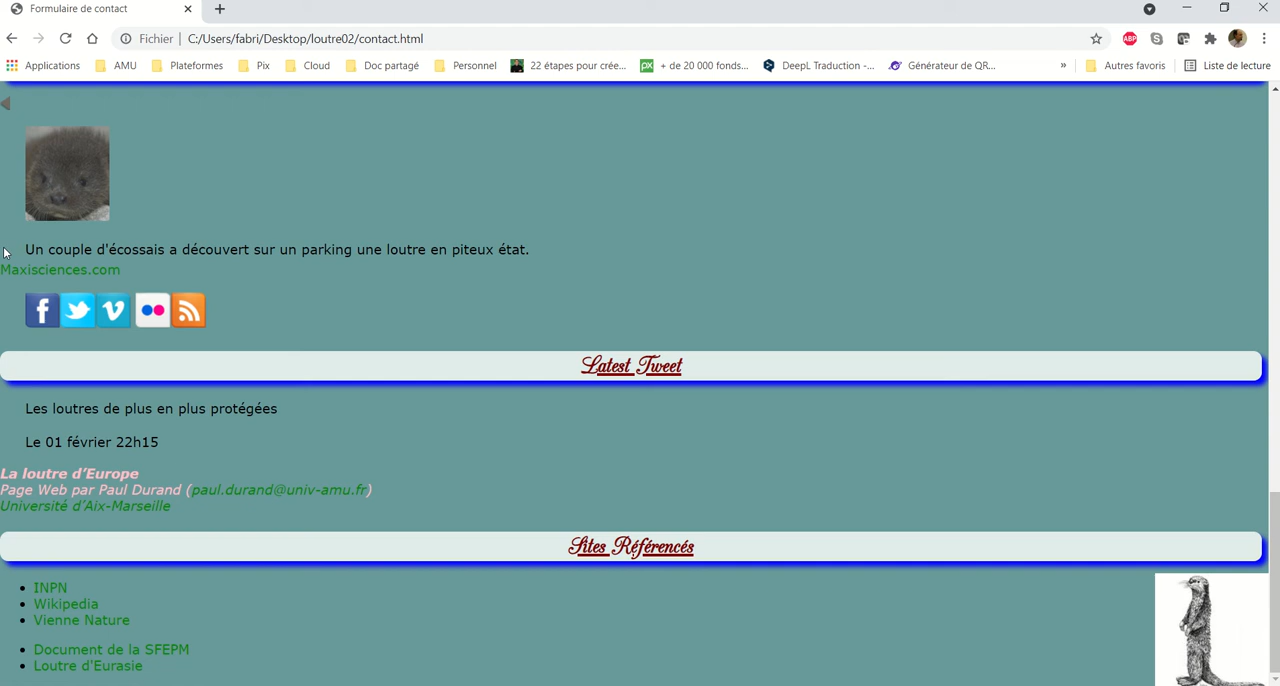 Formulaire de contact
Fichier | C:/Users/fabri/Desktop/loutre02/contact.html
ABP
Applications AMU Plateformes Pix Cloud Doc partagé Personnel 22 étapes pour crée... px + de 20 000 fonds... DeepL Traduction -... Générateur de QR... » Autres favoris Liste de lecture
Un couple d'écossais a découvert sur un parking une loutre en piteux état.
Maxisciences.com
Latest Tweet
Les loutres de plus en plus protégées
Le 01 février 22h15
La loutre d'Europe
Page Web par Paul Durand (paul.durand@univ-amu.fr)
Université d'Aix-Marseille
Sites Référencés
INPN
Wikipedia
Vienne Nature
Document de la SFEPM
Loutre d'Eurasie